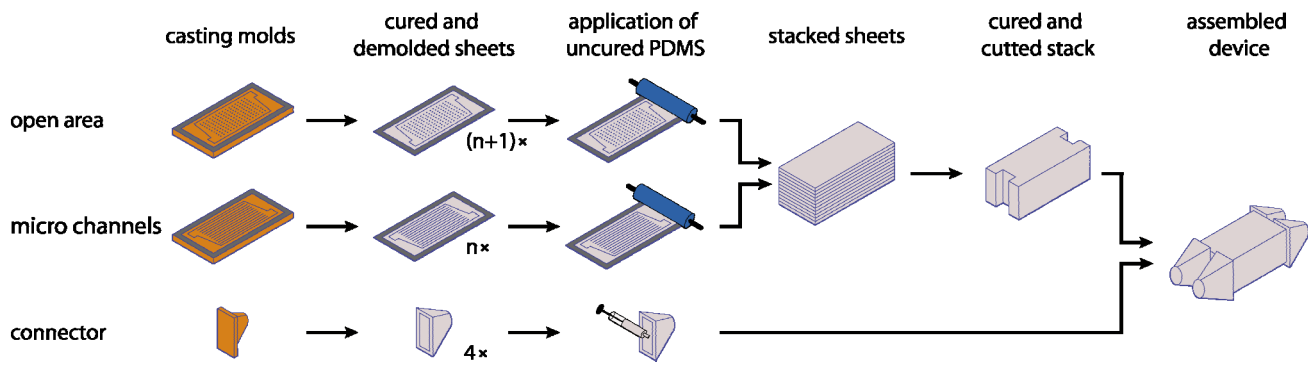 casting molds
cured and
demolded sheets
application of
uncured PDMS
stacked sheets
cured and
cutted stack
assembled
device
open area
(n+1)×
micro channels
n×
connector
4×